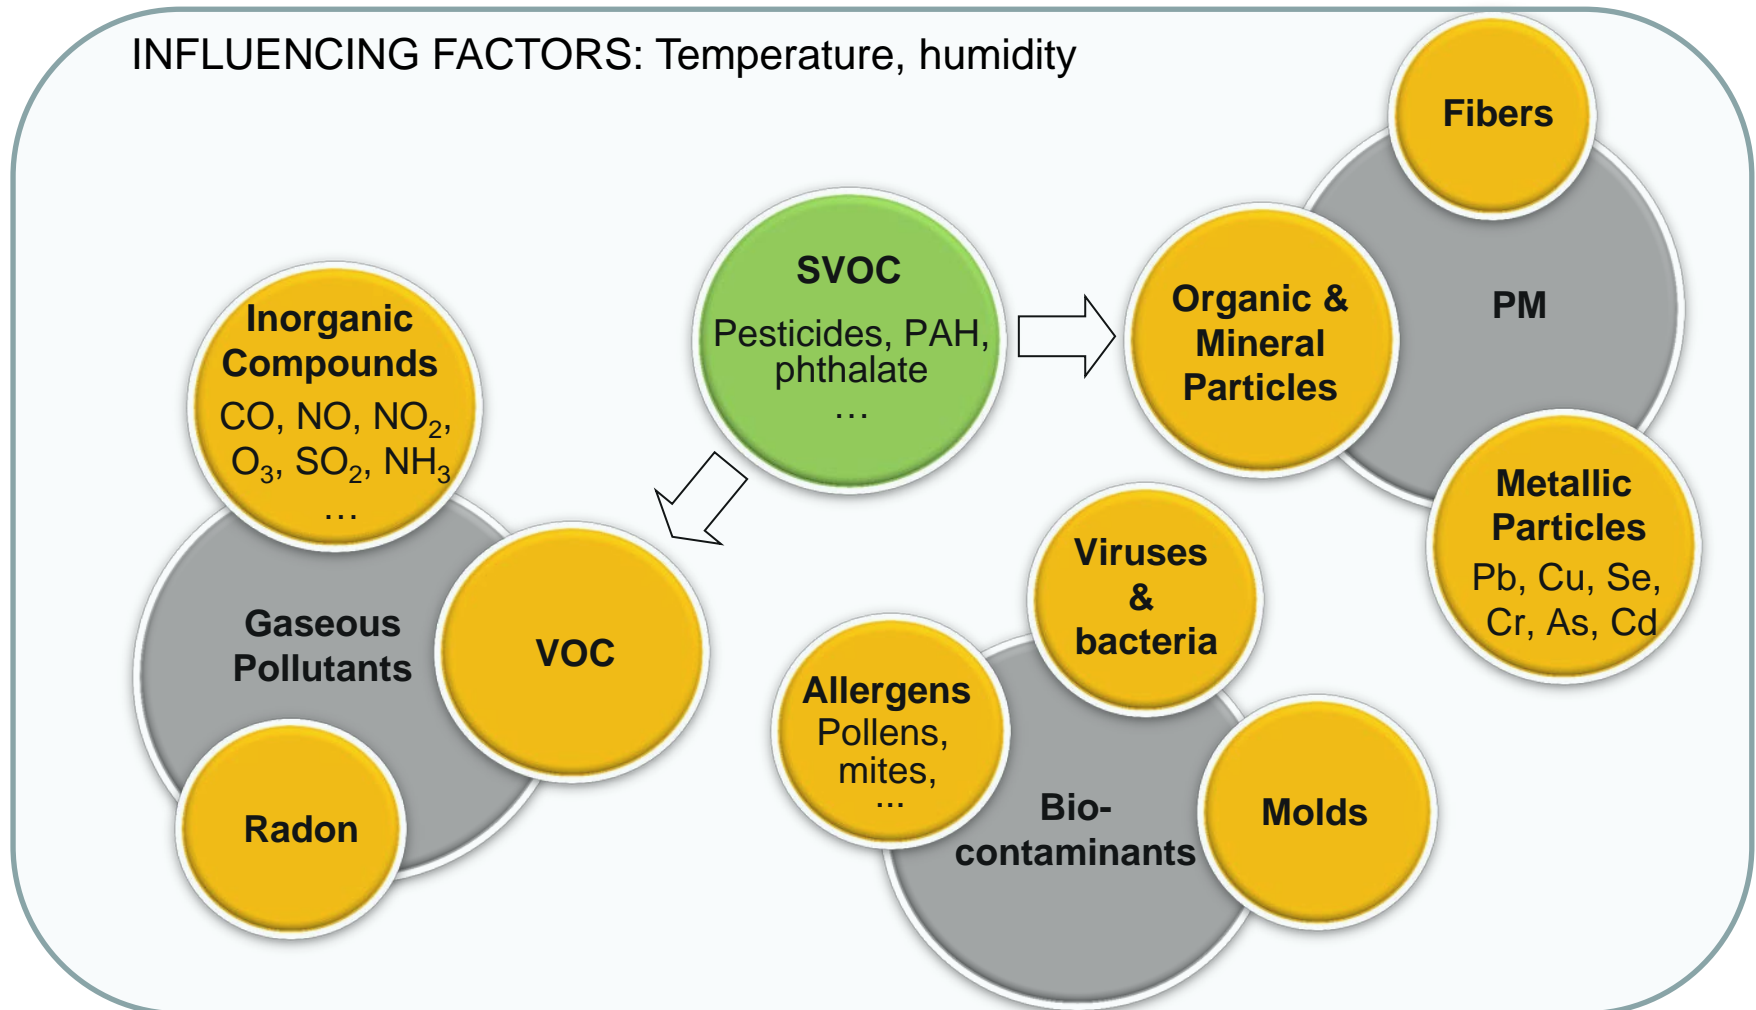 INFLUENCING FACTORS: Temperature, humidity
Fibers
PM
Organic &
Mineral
Particles
Metallic
Particles
Pb, Cu, Se,
Cr, As, Cd
SVOC
Pesticides, PAH,
phthalate
…
Inorganic
Compounds
CO, NO, NO₂,
O₃, SO₂, NH₃
…
Gaseous
Pollutants
VOC
Radon
Viruses
&
bacteria
Allergens
Pollens,
mites,
...
Bio-
contaminants
Molds